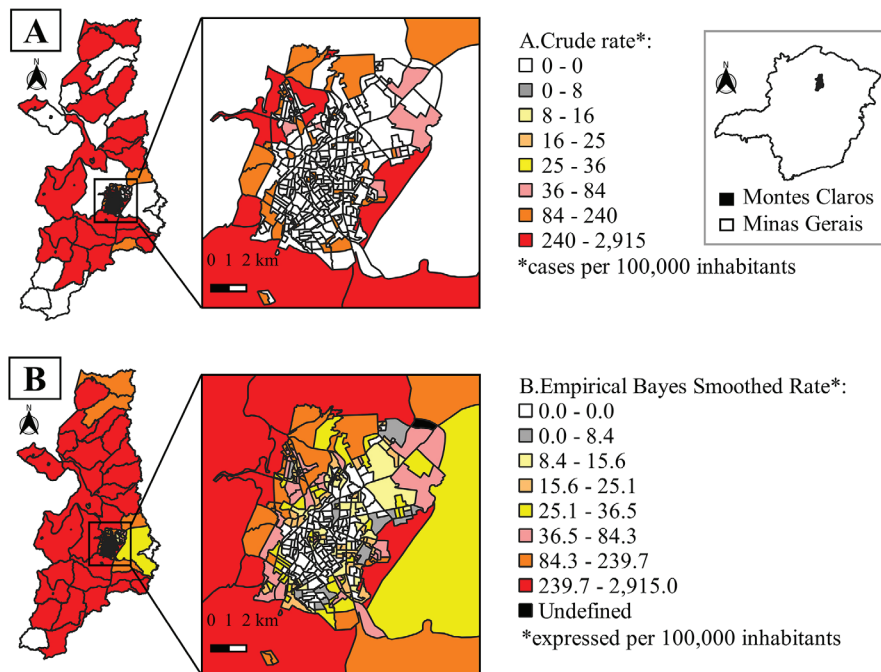 A
N
0 1 2 km
A.Crude rate*:
0 - 0
0 - 8
8 - 16
16 - 25
25 - 36
36 - 84
84 - 240
240 - 2,915
*cases per 100,000 inhabitants
N
Montes Claros
Minas Gerais
B
N
0 1 2 km
B.Empirical Bayes Smoothed Rate*:
0.0 - 0.0
0.0 - 8.4
8.4 - 15.6
15.6 - 25.1
25.1 - 36.5
36.5 - 84.3
84.3 - 239.7
239.7 - 2,915.0
Undefined
*expressed per 100,000 inhabitants